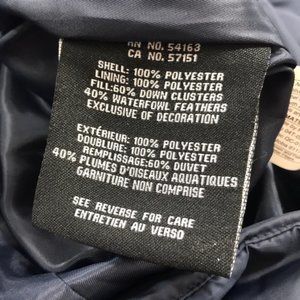 RN NO. 54163
CA NO. 57151
SHELL: 100% POLYESTER
LINING: 100% POLYESTER
FILL: 60% DOWN CLUSTERS
40% WATERFOWL FEATHERS
EXCLUSIVE OF DECORATION
EXTÉRIEUR: 100% POLYESTER
DOUBLURE: 100% POLYESTER
REMPLISSAGE: 60% DUVET
40% PLUMES D'OISEAUX AQUATIQUES
GARNITURE NON COMPRISE
SEE REVERSE FOR CARE
ENTRETIEN AU VERSO